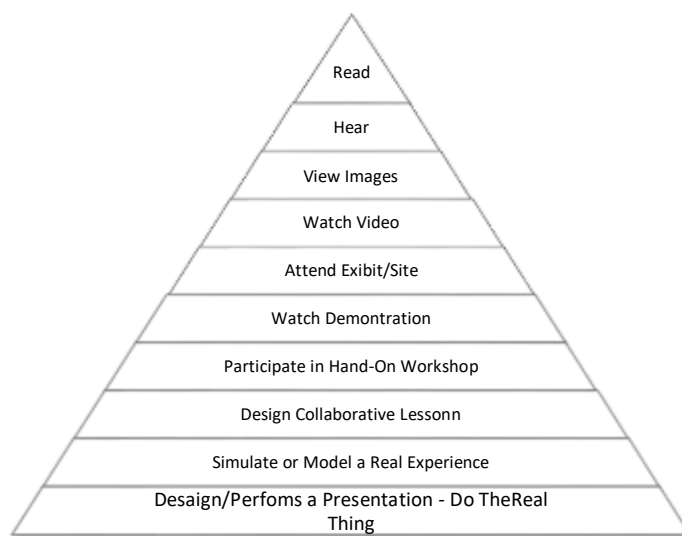 Read
Hear
View Images
Watch Video
Attend Exibit/Site
Watch Demontration
Participate in Hand-On Workshop
Design Collaborative Lessonn
Simulate or Model a Real Experience
Desaign/Perfoms a Presentation - Do TheReal
Thing